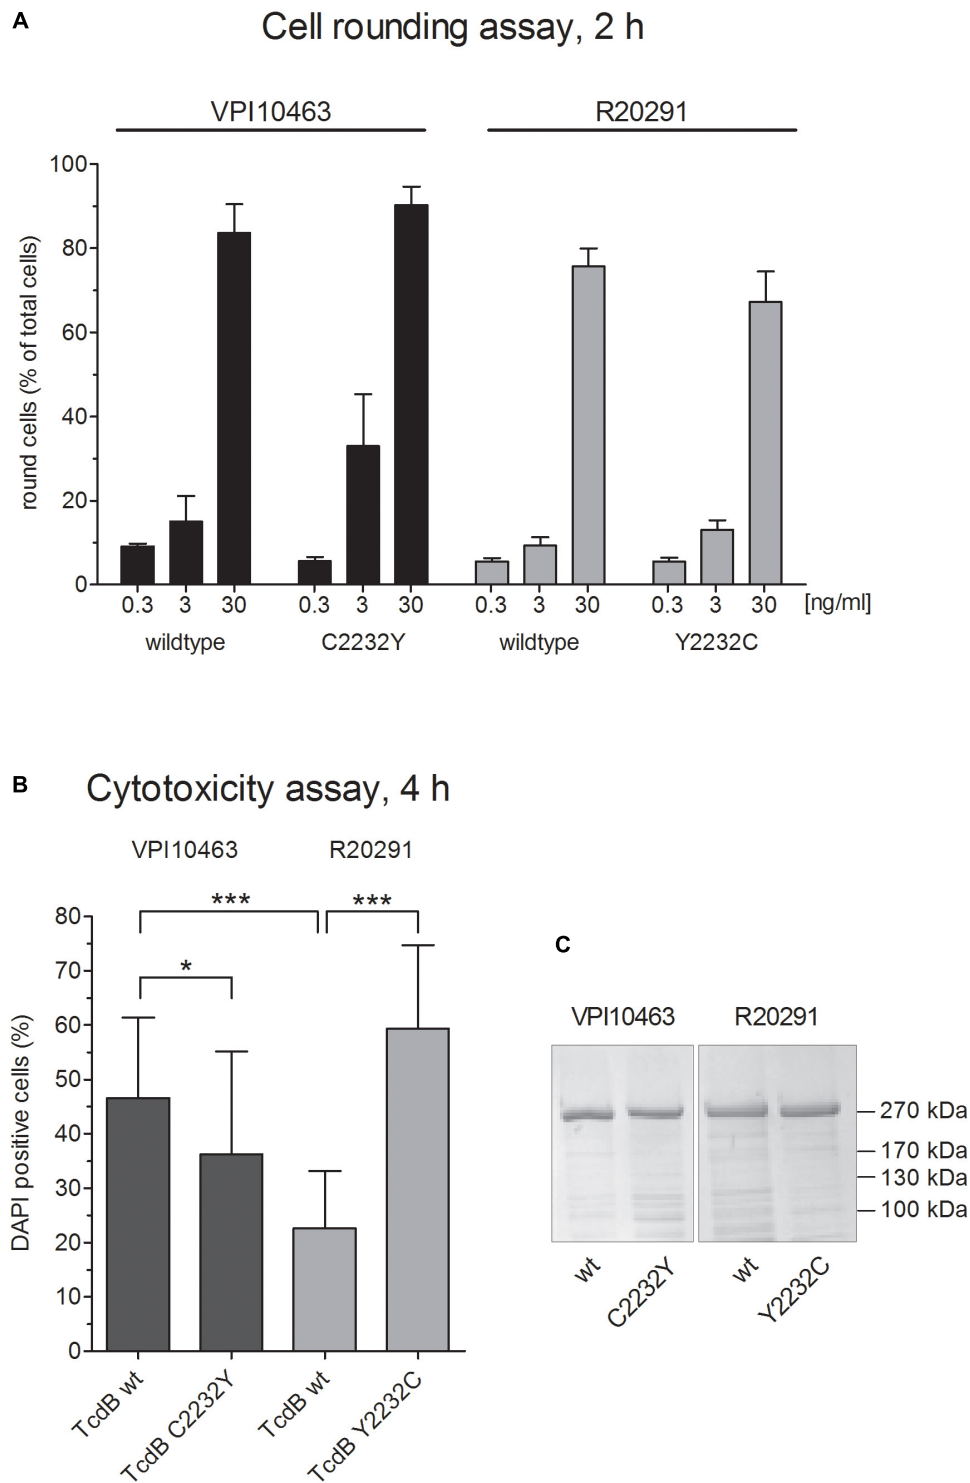 A
Cell rounding assay, 2 h
VPI10463 R20291
100
80
60
40
20
0
round cells (% of total cells)
0.3 3 30 0.3 3 30 0.3 3 30 0.3 3 30 [ng/ml]
wildtype C2232Y wildtype Y2232C
B
Cytotoxicity assay, 4 h
VPI10463 R20291
*** ***
*
80
70
60
50
40
30
20
10
0
DAPI positive cells (%)
TcdB wt
TcdB C2232Y
TcdB wt
TcdB Y2232C
C
VPI10463 R20291
270 kDa
170 kDa
130 kDa
100 kDa
wt
C2232Y
wt
Y2232C